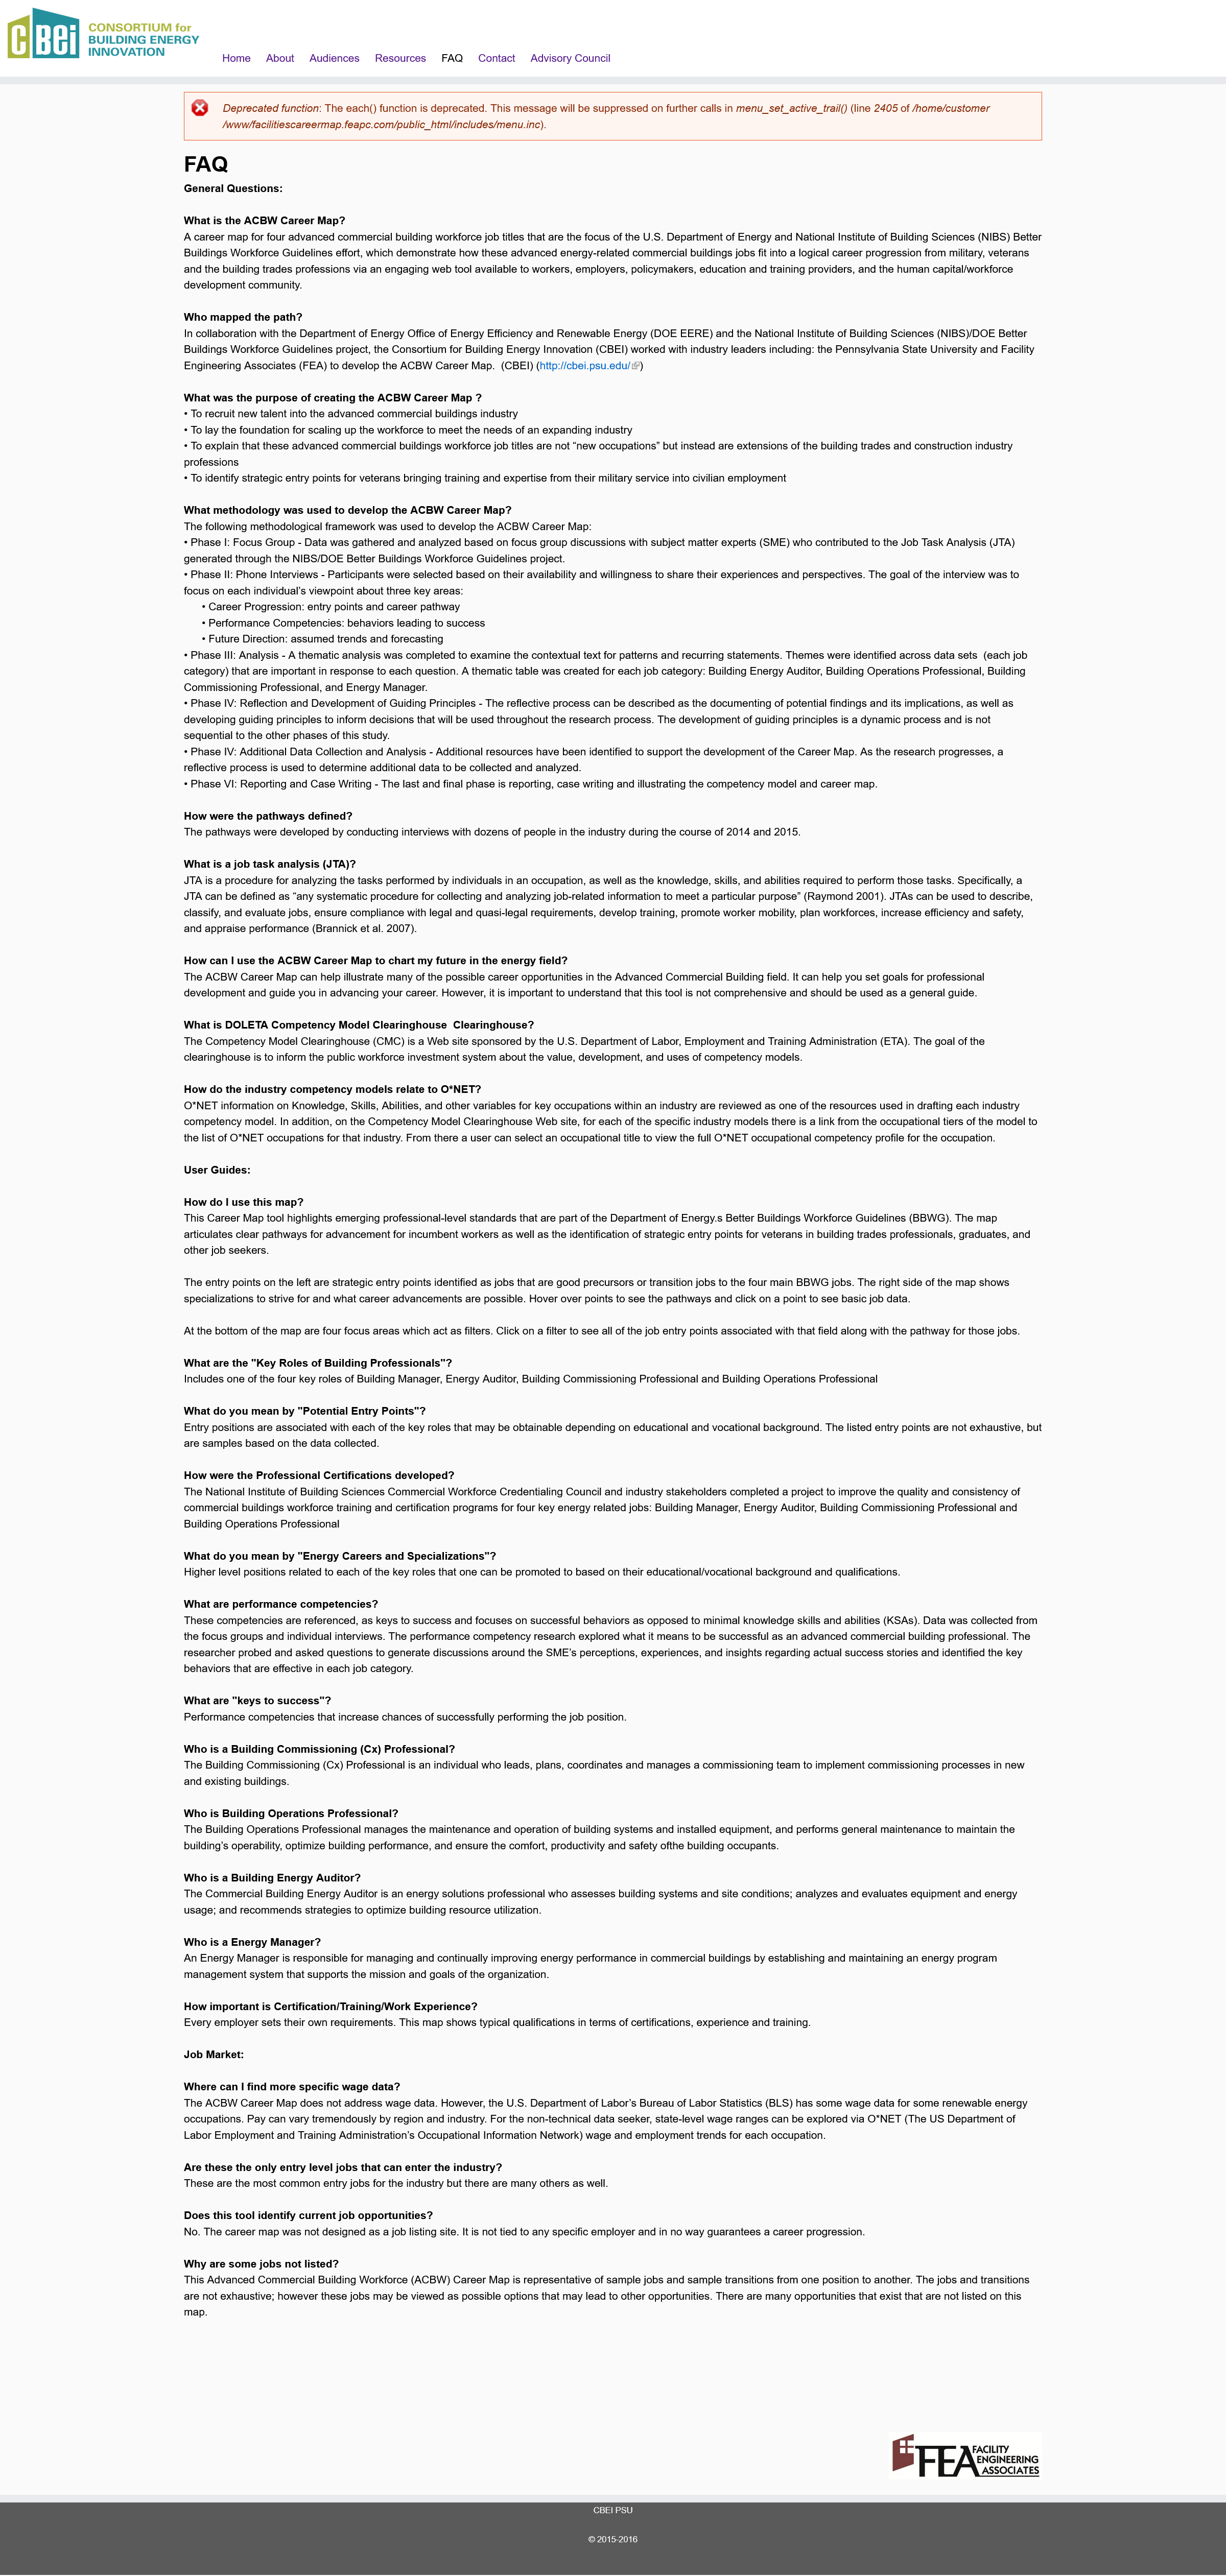 CBEi CONSORTIUM for
BUILDING ENERGY
INNOVATION
Home About Audiences Resources FAQ Contact Advisory Council
Deprecated function: The each() function is deprecated. This message will be suppressed on further calls in menu_set_active_trail() (line 2405 of /home/customer
/www/facilitiescareermap.feapc.com/public_html/includes/menu.inc).
FAQ
General Questions:
What is the ACBW Career Map?
A career map for four advanced commercial building workforce job titles that are the focus of the U.S. Department of Energy and National Institute of Building Sciences (NIBS) Better
Buildings Workforce Guidelines effort, which demonstrate how these advanced energy-related commercial buildings jobs fit into a logical career progression from military, veterans
and the building trades professions via an engaging web tool available to workers, employers, policymakers, education and training providers, and the human capital/workforce
development community.
Who mapped the path?
In collaboration with the Department of Energy Office of Energy Efficiency and Renewable Energy (DOE EERE) and the National Institute of Building Sciences (NIBS)/DOE Better
Buildings Workforce Guidelines project, the Consortium for Building Energy Innovation (CBEI) worked with industry leaders including: the Pennsylvania State University and Facility
Engineering Associates (FEA) to develop the ACBW Career Map.  (CBEI) (http://cbei.psu.edu/)
What was the purpose of creating the ACBW Career Map ?
• To recruit new talent into the advanced commercial buildings industry
• To lay the foundation for scaling up the workforce to meet the needs of an expanding industry
• To explain that these advanced commercial buildings workforce job titles are not “new occupations” but instead are extensions of the building trades and construction industry
professions
• To identify strategic entry points for veterans bringing training and expertise from their military service into civilian employment
What methodology was used to develop the ACBW Career Map?
The following methodological framework was used to develop the ACBW Career Map:
• Phase I: Focus Group - Data was gathered and analyzed based on focus group discussions with subject matter experts (SME) who contributed to the Job Task Analysis (JTA)
generated through the NIBS/DOE Better Buildings Workforce Guidelines project.
• Phase II: Phone Interviews - Participants were selected based on their availability and willingness to share their experiences and perspectives. The goal of the interview was to
focus on each individual’s viewpoint about three key areas:
• Career Progression: entry points and career pathway
• Performance Competencies: behaviors leading to success
• Future Direction: assumed trends and forecasting
• Phase III: Analysis - A thematic analysis was completed to examine the contextual text for patterns and recurring statements. Themes were identified across data sets  (each job
category) that are important in response to each question. A thematic table was created for each job category: Building Energy Auditor, Building Operations Professional, Building
Commissioning Professional, and Energy Manager.
• Phase IV: Reflection and Development of Guiding Principles - The reflective process can be described as the documenting of potential findings and its implications, as well as
developing guiding principles to inform decisions that will be used throughout the research process. The development of guiding principles is a dynamic process and is not
sequential to the other phases of this study.
• Phase IV: Additional Data Collection and Analysis - Additional resources have been identified to support the development of the Career Map. As the research progresses, a
reflective process is used to determine additional data to be collected and analyzed.
• Phase VI: Reporting and Case Writing - The last and final phase is reporting, case writing and illustrating the competency model and career map.
How were the pathways defined?
The pathways were developed by conducting interviews with dozens of people in the industry during the course of 2014 and 2015.
What is a job task analysis (JTA)?
JTA is a procedure for analyzing the tasks performed by individuals in an occupation, as well as the knowledge, skills, and abilities required to perform those tasks. Specifically, a
JTA can be defined as “any systematic procedure for collecting and analyzing job-related information to meet a particular purpose” (Raymond 2001). JTAs can be used to describe,
classify, and evaluate jobs, ensure compliance with legal and quasi-legal requirements, develop training, promote worker mobility, plan workforces, increase efficiency and safety,
and appraise performance (Brannick et al. 2007).
How can I use the ACBW Career Map to chart my future in the energy field?
The ACBW Career Map can help illustrate many of the possible career opportunities in the Advanced Commercial Building field. It can help you set goals for professional
development and guide you in advancing your career. However, it is important to understand that this tool is not comprehensive and should be used as a general guide.
What is DOLETA Competency Model Clearinghouse  Clearinghouse?
The Competency Model Clearinghouse (CMC) is a Web site sponsored by the U.S. Department of Labor, Employment and Training Administration (ETA). The goal of the
clearinghouse is to inform the public workforce investment system about the value, development, and uses of competency models.
How do the industry competency models relate to O*NET?
O*NET information on Knowledge, Skills, Abilities, and other variables for key occupations within an industry are reviewed as one of the resources used in drafting each industry
competency model. In addition, on the Competency Model Clearinghouse Web site, for each of the specific industry models there is a link from the occupational tiers of the model to
the list of O*NET occupations for that industry. From there a user can select an occupational title to view the full O*NET occupational competency profile for the occupation.
User Guides:
How do I use this map?
This Career Map tool highlights emerging professional-level standards that are part of the Department of Energy.s Better Buildings Workforce Guidelines (BBWG). The map
articulates clear pathways for advancement for incumbent workers as well as the identification of strategic entry points for veterans in building trades professionals, graduates, and
other job seekers.
The entry points on the left are strategic entry points identified as jobs that are good precursors or transition jobs to the four main BBWG jobs. The right side of the map shows
specializations to strive for and what career advancements are possible. Hover over points to see the pathways and click on a point to see basic job data.
At the bottom of the map are four focus areas which act as filters. Click on a filter to see all of the job entry points associated with that field along with the pathway for those jobs.
What are the "Key Roles of Building Professionals"?
Includes one of the four key roles of Building Manager, Energy Auditor, Building Commissioning Professional and Building Operations Professional
What do you mean by "Potential Entry Points"?
Entry positions are associated with each of the key roles that may be obtainable depending on educational and vocational background. The listed entry points are not exhaustive, but
are samples based on the data collected.
How were the Professional Certifications developed?
The National Institute of Building Sciences Commercial Workforce Credentialing Council and industry stakeholders completed a project to improve the quality and consistency of
commercial buildings workforce training and certification programs for four key energy related jobs: Building Manager, Energy Auditor, Building Commissioning Professional and
Building Operations Professional
What do you mean by "Energy Careers and Specializations"?
Higher level positions related to each of the key roles that one can be promoted to based on their educational/vocational background and qualifications.
What are performance competencies?
These competencies are referenced, as keys to success and focuses on successful behaviors as opposed to minimal knowledge skills and abilities (KSAs). Data was collected from
the focus groups and individual interviews. The performance competency research explored what it means to be successful as an advanced commercial building professional. The
researcher probed and asked questions to generate discussions around the SME’s perceptions, experiences, and insights regarding actual success stories and identified the key
behaviors that are effective in each job category.
What are "keys to success"?
Performance competencies that increase chances of successfully performing the job position.
Who is a Building Commissioning (Cx) Professional?
The Building Commissioning (Cx) Professional is an individual who leads, plans, coordinates and manages a commissioning team to implement commissioning processes in new
and existing buildings.
Who is Building Operations Professional?
The Building Operations Professional manages the maintenance and operation of building systems and installed equipment, and performs general maintenance to maintain the
building’s operability, optimize building performance, and ensure the comfort, productivity and safety ofthe building occupants.
Who is a Building Energy Auditor?
The Commercial Building Energy Auditor is an energy solutions professional who assesses building systems and site conditions; analyzes and evaluates equipment and energy
usage; and recommends strategies to optimize building resource utilization.
Who is a Energy Manager?
An Energy Manager is responsible for managing and continually improving energy performance in commercial buildings by establishing and maintaining an energy program
management system that supports the mission and goals of the organization.
How important is Certification/Training/Work Experience?
Every employer sets their own requirements. This map shows typical qualifications in terms of certifications, experience and training.
Job Market:
Where can I find more specific wage data?
The ACBW Career Map does not address wage data. However, the U.S. Department of Labor’s Bureau of Labor Statistics (BLS) has some wage data for some renewable energy
occupations. Pay can vary tremendously by region and industry. For the non-technical data seeker, state-level wage ranges can be explored via O*NET (The US Department of
Labor Employment and Training Administration’s Occupational Information Network) wage and employment trends for each occupation.
Are these the only entry level jobs that can enter the industry?
These are the most common entry jobs for the industry but there are many others as well.
Does this tool identify current job opportunities?
No. The career map was not designed as a job listing site. It is not tied to any specific employer and in no way guarantees a career progression.
Why are some jobs not listed?
This Advanced Commercial Building Workforce (ACBW) Career Map is representative of sample jobs and sample transitions from one position to another. The jobs and transitions
are not exhaustive; however these jobs may be viewed as possible options that may lead to other opportunities. There are many opportunities that exist that are not listed on this
map.
FEA FACILITY
ENGINEERING
ASSOCIATES
CBEI PSU
© 2015-2016